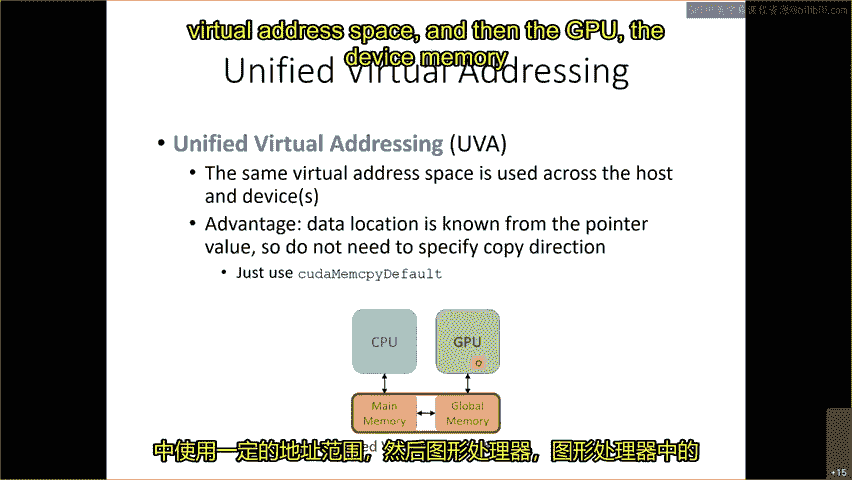 virtual address space, and then the GPU, the
device memory
Unified Virtual Addressing
• Unified Virtual Addressing (UVA)
• The same virtual address space is used across the host
and device(s)
• Advantage: data location is known from the pointer
value, so do not need to specify copy direction
• Just use cudaMemcpyDefault
CPU
GPU
Main
Memory
Global
Memory
中使用一定的地址范围，然后图形处理器，图形处理器中的
+15